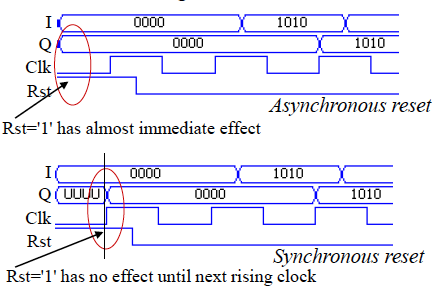 I 0000 1010
Q 0000 1010
Clk
Rst
Asynchronous reset
Rst='1' has almost immediate effect
I 0000 1010
Q UUUU 0000 1010
Clk
Rst
Synchronous reset
Rst='1' has no effect until next rising clock